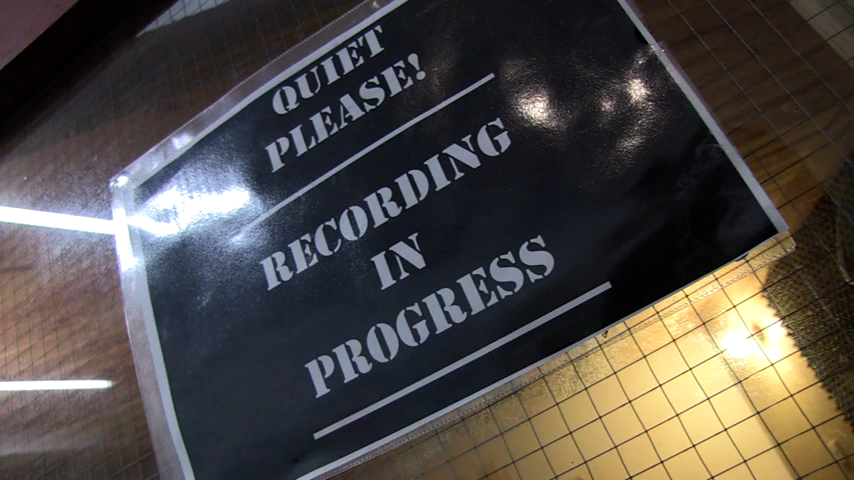 QUIET
PLEASE!
RECORDING
IN
PROGRESS